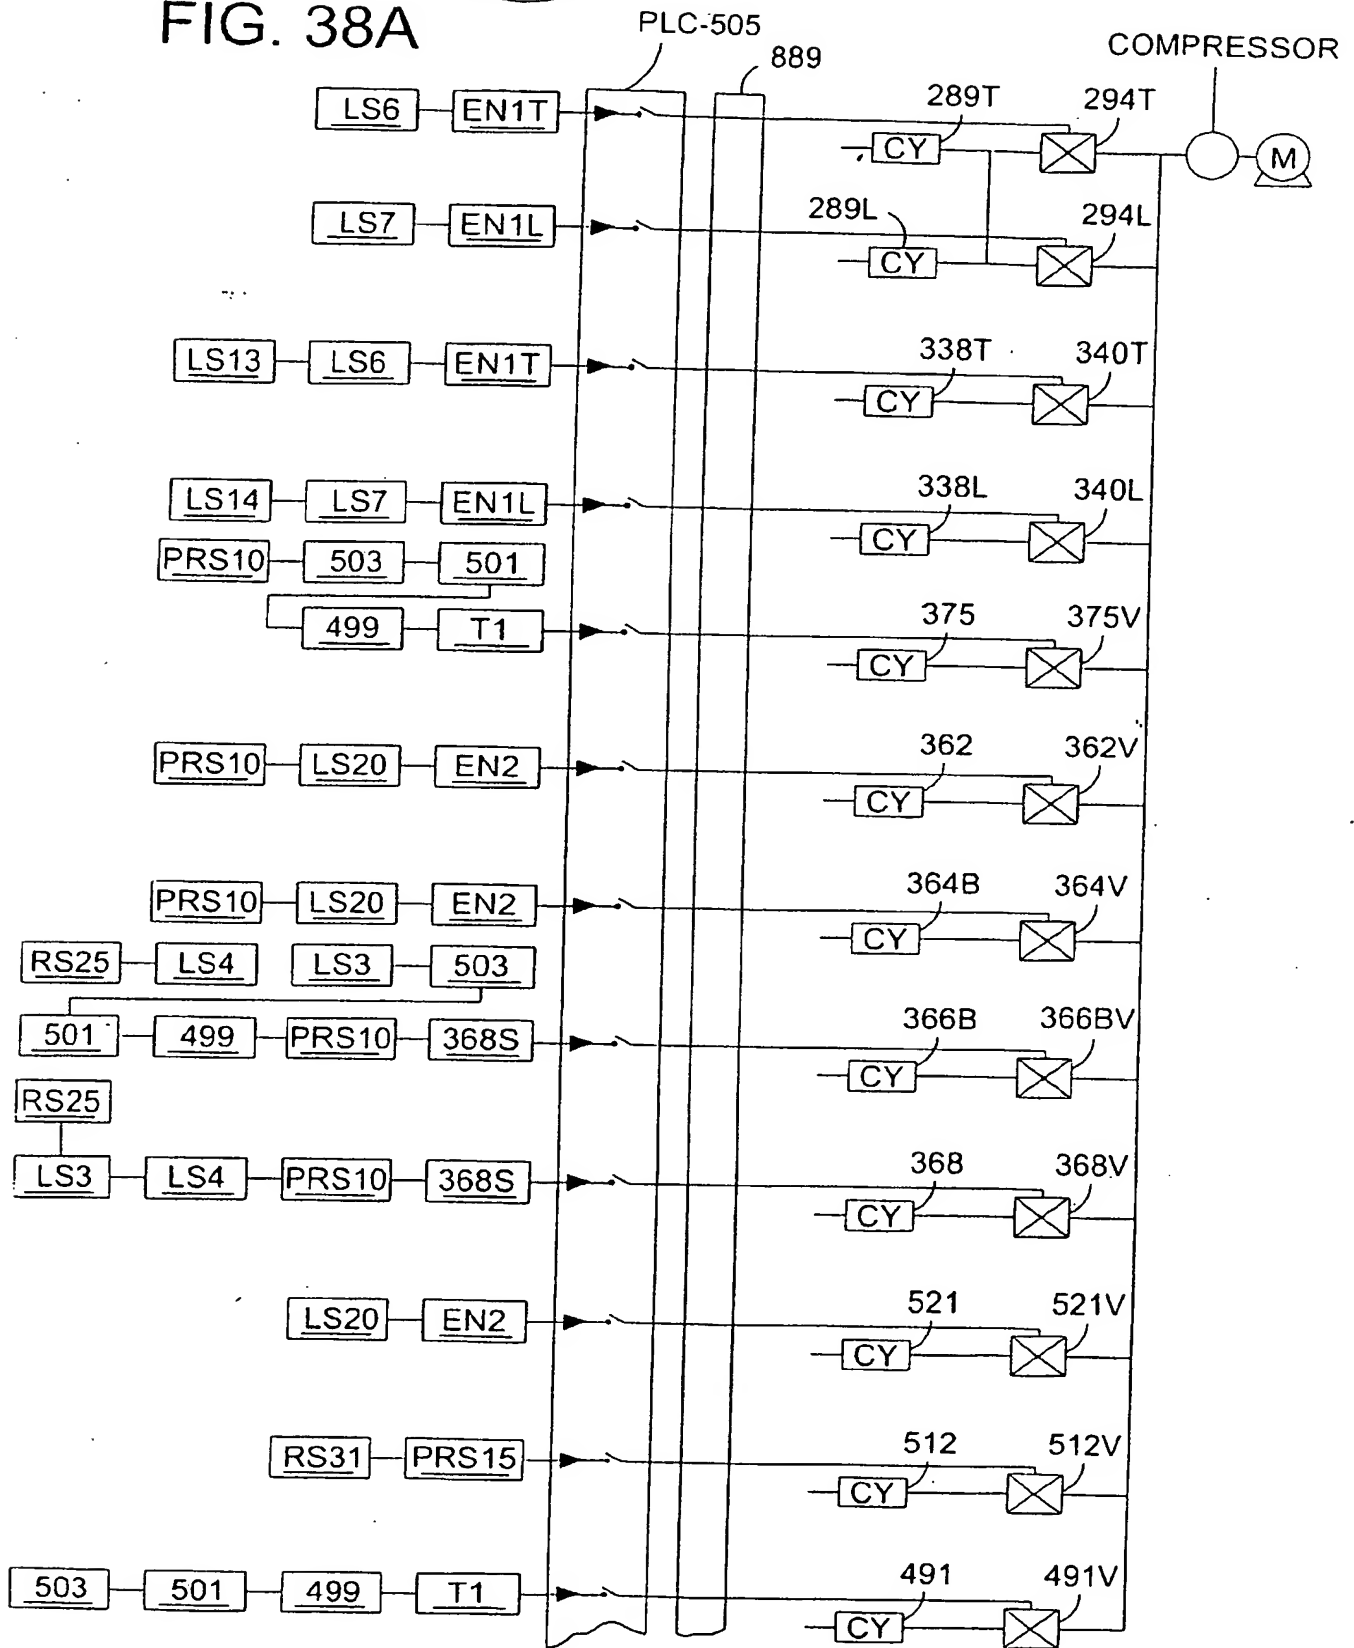 FIG. 38A
PLC-505
889
COMPRESSOR
LS6 EN1T
289T 294T
CY
M
LS7 EN1L
289L 294L
CY
LS13 LS6 EN1T
338T 340T
CY
LS14 LS7 EN1L
338L 340L
CY
PRS10 503 501
499 T1
375 375V
CY
PRS10 LS20 EN2
362 362V
CY
PRS10 LS20 EN2
364B 364V
CY
RS25 LS4 LS3 503
501 499 PRS10 368S
366B 366BV
CY
RS25
LS3 LS4 PRS10 368S
368 368V
CY
LS20 EN2
521 521V
CY
RS31 PRS15
512 512V
CY
503 501 499 T1
491 491V
CY